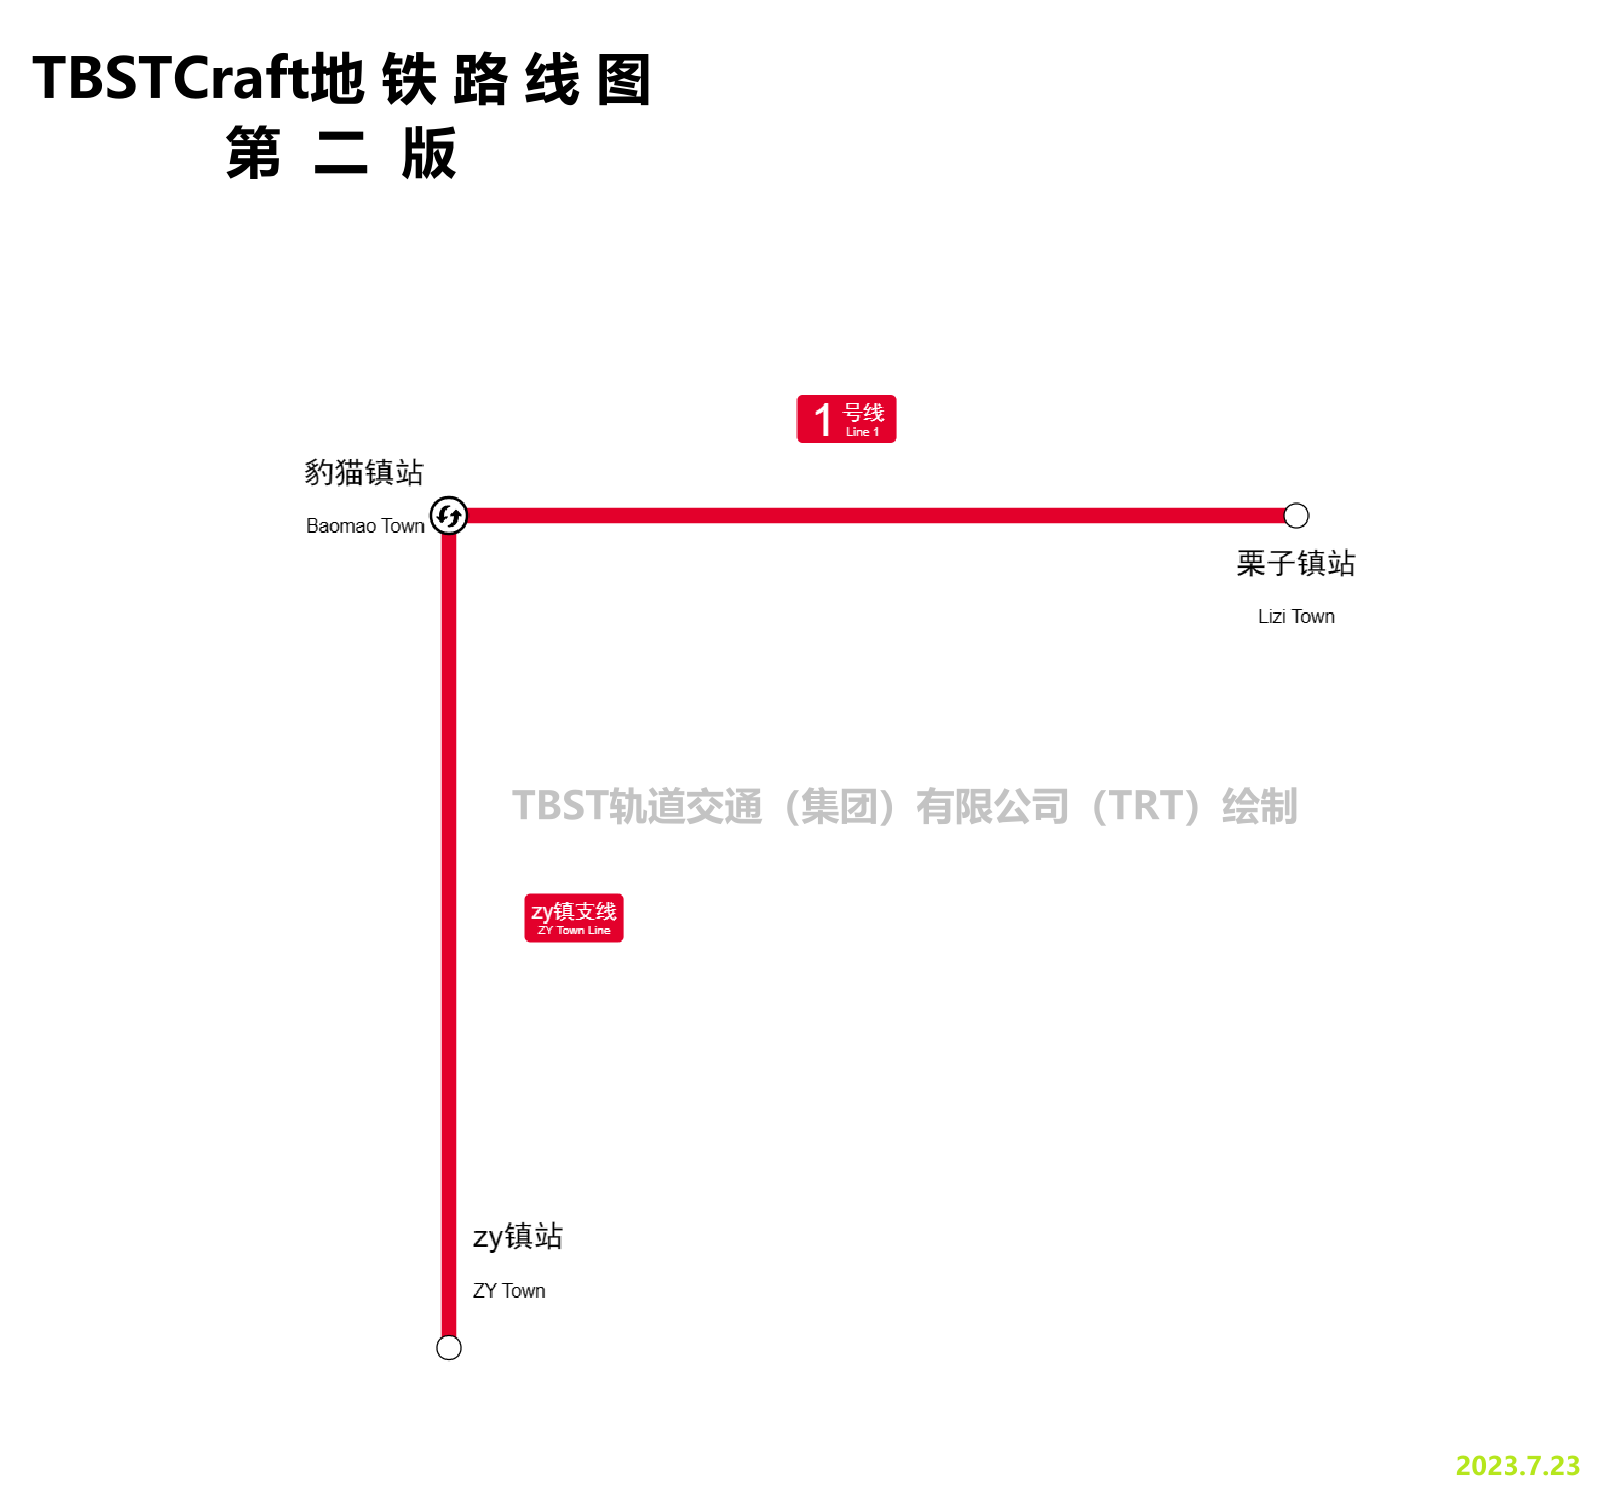 TBSTCraft地铁路线图
第二版
1 号线
Line 1
豹猫镇站
Baomao Town
栗子镇站
Lizi Town
TBST轨道交通（集团）有限公司（TRT）绘制
zy镇支线
ZY Town Line
zy镇站
ZY Town
2023.7.23